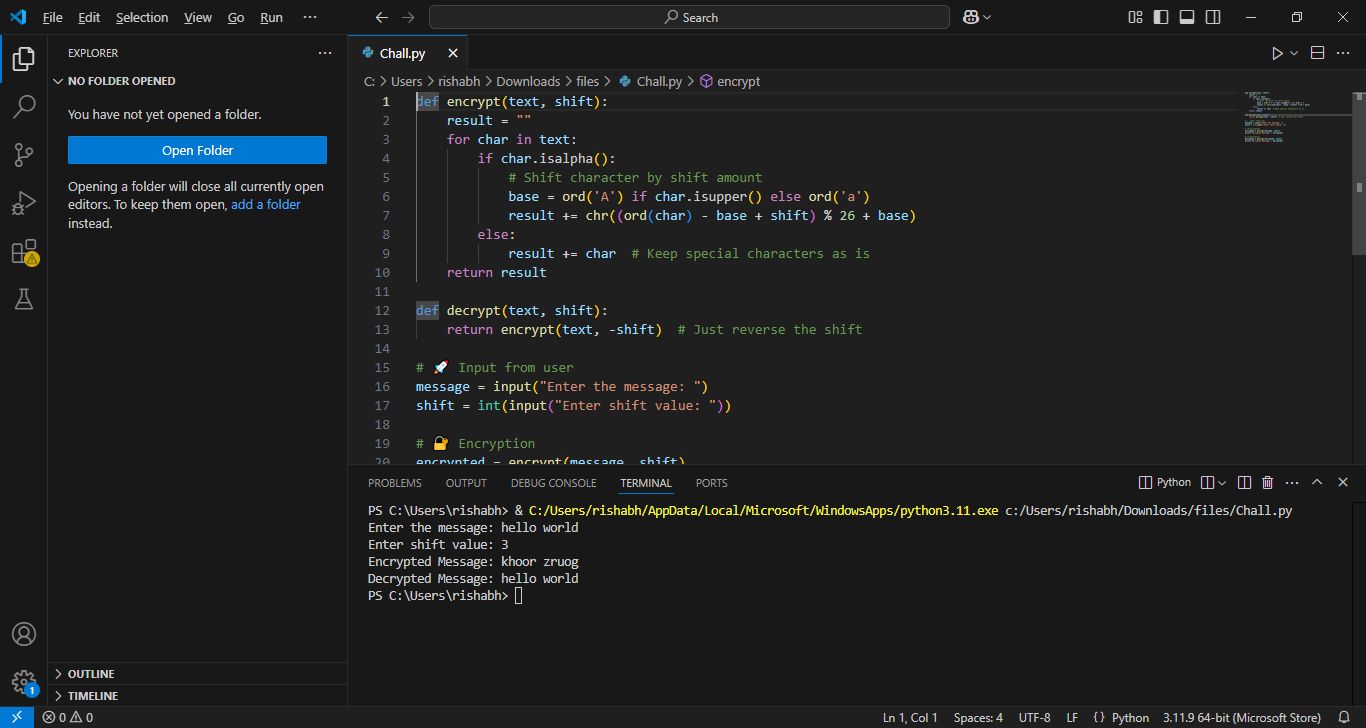 File Edit Selection View Go Run ···
Search
EXPLORER ···
NO FOLDER OPENED
You have not yet opened a folder.
Open Folder
Opening a folder will close all currently open
editors. To keep them open, add a folder
instead.
OUTLINE
TIMELINE
Chall.py
C: > Users > rishabh > Downloads > files > Chall.py > encrypt
1 def encrypt(text, shift):
2     result = ""
3     for char in text:
4         if char.isalpha():
5             # Shift character by shift amount
6             base = ord('A') if char.isupper() else ord('a')
7             result += chr((ord(char) - base + shift) % 26 + base)
8         else:
9             result += char  # Keep special characters as is
10     return result
11
12 def decrypt(text, shift):
13     return encrypt(text, -shift)  # Just reverse the shift
14
15 # 🚀 Input from user
16 message = input("Enter the message: ")
17 shift = int(input("Enter shift value: "))
18
19 # 🔐 Encryption
20 encrypted = encrypt(message, shift)
PROBLEMS OUTPUT DEBUG CONSOLE TERMINAL PORTS
Python
PS C:\Users\rishabh> & C:/Users/rishabh/AppData/Local/Microsoft/WindowsApps/python3.11.exe c:/Users/rishabh/Downloads/files/Chall.py
Enter the message: hello world
Enter shift value: 3
Encrypted Message: khoor zruog
Decrypted Message: hello world
PS C:\Users\rishabh>
1
0 0
Ln 1, Col 1 Spaces: 4 UTF-8 LF {} Python 3.11.9 64-bit (Microsoft Store)